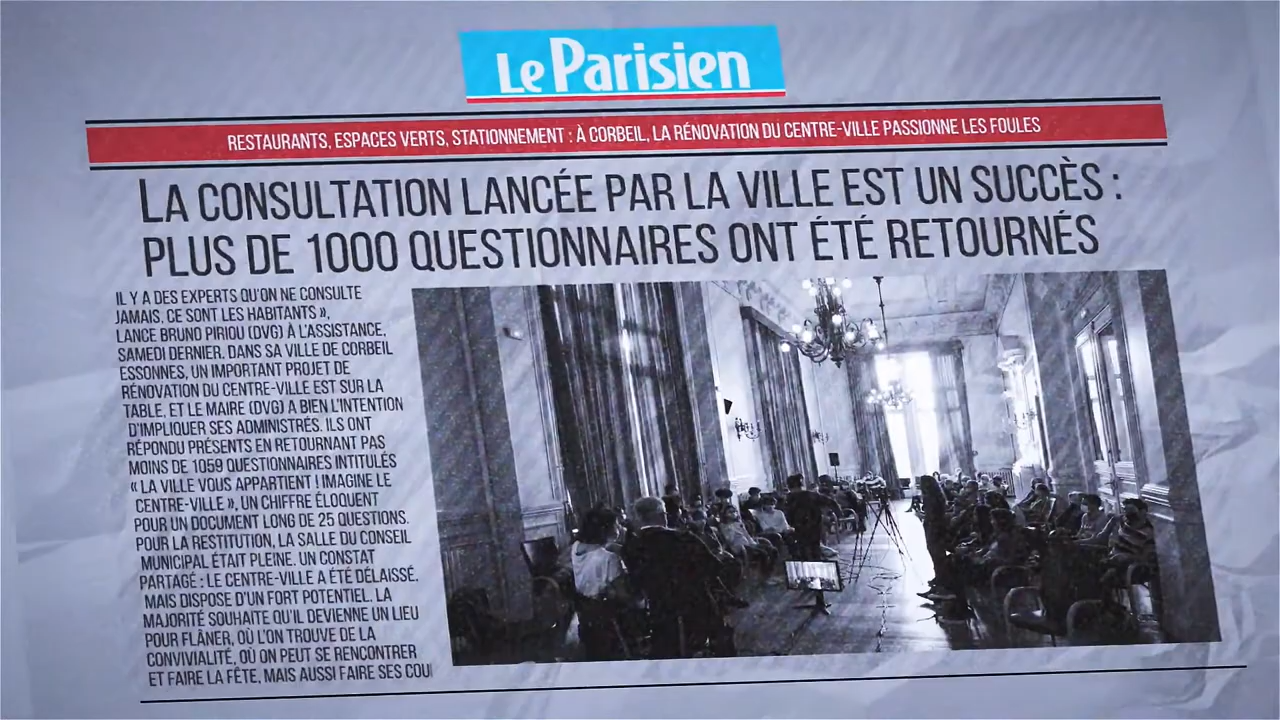 Le Parisien
RESTAURANTS, ESPACES VERTS, STATIONNEMENT : À CORBEIL, LA RÉNOVATION DU CENTRE-VILLE PASSIONNE LES FOULES
LA CONSULTATION LANCÉE PAR LA VILLE EST UN SUCCÈS :
PLUS DE 1000 QUESTIONNAIRES ONT ÉTÉ RETOURNÉS
IL Y A DES EXPERTS QU'ON NE CONSULTE
JAMAIS, CE SONT LES HABITANTS »,
LANCE BRUNO PIRIOU (DVG) À L'ASSISTANCE,
SAMEDI DERNIER. DANS SA VILLE DE CORBEIL
ESSONNES, UN IMPORTANT PROJET DE
RÉNOVATION DU CENTRE-VILLE EST SUR LA
TABLE, ET LE MAIRE (DVG) A BIEN L'INTENTION
D'IMPLIQUER SES ADMINISTRÉS. ILS ONT
RÉPONDU PRÉSENTS EN RETOURNANT PAS
MOINS DE 1059 QUESTIONNAIRES INTITULÉS
« LA VILLE VOUS APPARTIENT ! IMAGINE LE
CENTRE-VILLE », UN CHIFFRE ÉLOQUENT
POUR UN DOCUMENT LONG DE 25 QUESTIONS.
POUR LA RESTITUTION, LA SALLE DU CONSEIL
MUNICIPAL ÉTAIT PLEINE. UN CONSTAT
PARTAGÉ : LE CENTRE-VILLE A ÉTÉ DÉLAISSÉ,
MAIS DISPOSE D'UN FORT POTENTIEL. LA
MAJORITÉ SOUHAITE QU'IL DEVIENNE UN LIEU
POUR FLÂNER, OÙ L'ON TROUVE DE LA
CONVIVIALITÉ, OÙ ON PEUT SE RENCONTRER
ET FAIRE LA FÊTE, MAIS AUSSI FAIRE SES COU